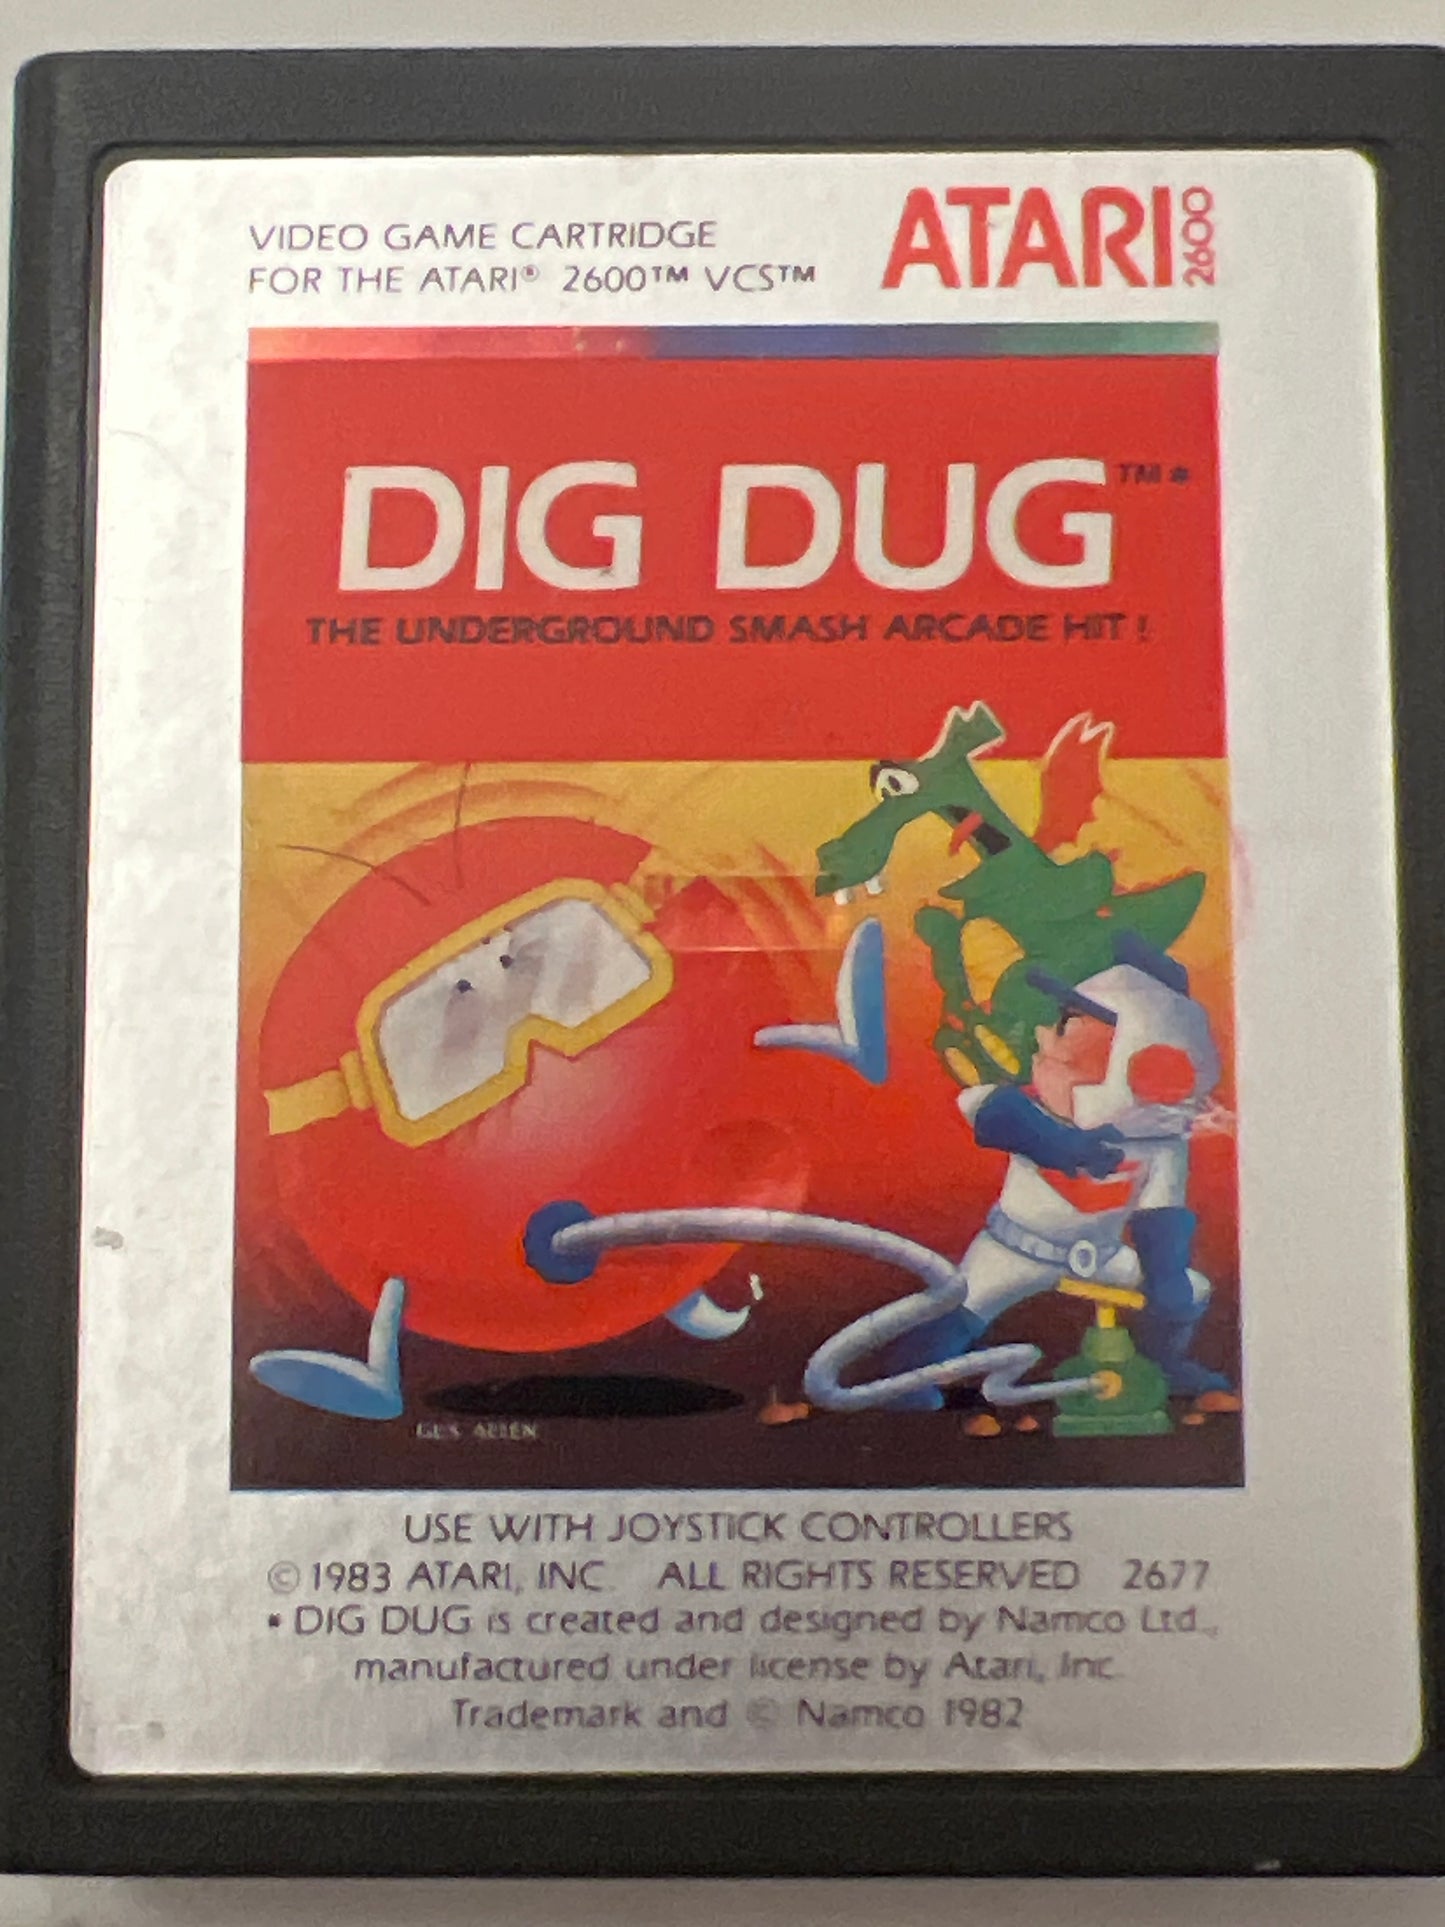 VIDEO GAME CARTRIDGE
FOR THE ATARI® 2600™ VCS™
ATARI 2600
DIG DUG™*
THE UNDERGROUND SMASH ARCADE HIT!
GUS ALLEN
USE WITH JOYSTICK CONTROLLERS
© 1983 ATARI, INC. ALL RIGHTS RESERVED 2677
* DIG DUG is created and designed by Namco Ltd.,
manufactured under license by Atari, Inc.
Trademark and © Namco 1982